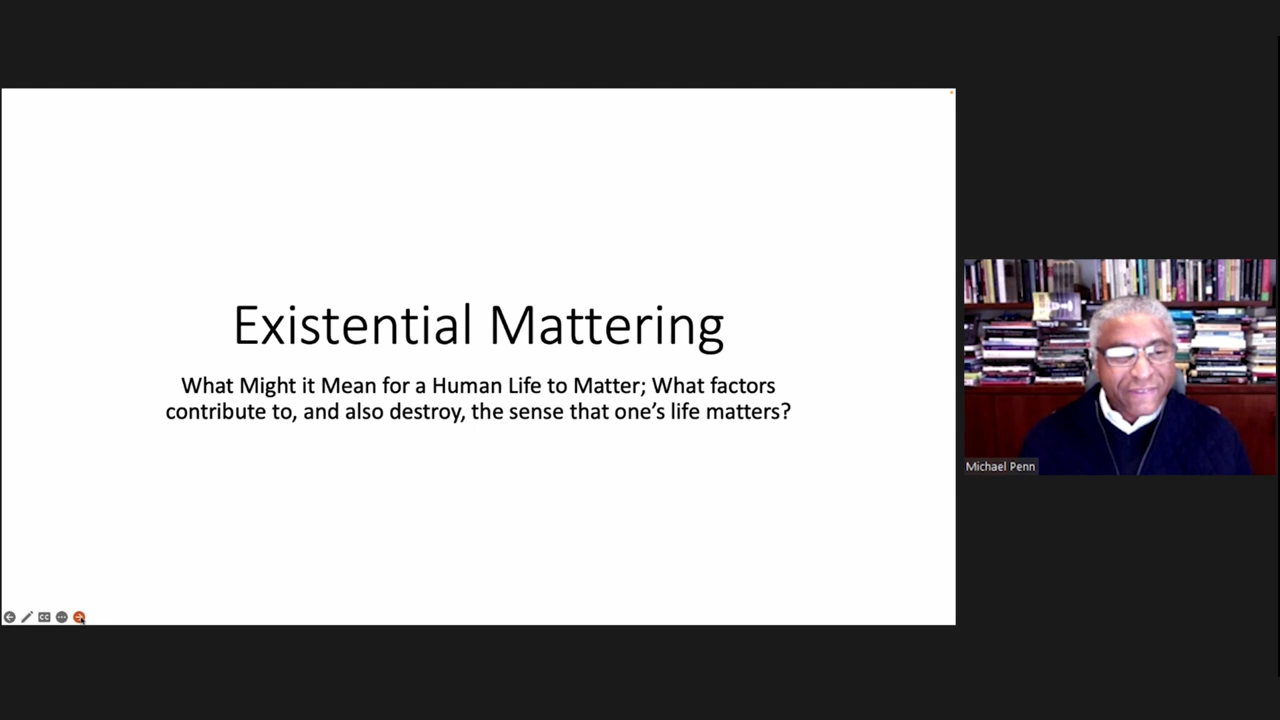 Existential Mattering
What Might it Mean for a Human Life to Matter; What factors
contribute to, and also destroy, the sense that one’s life matters?
Michael Penn
CC